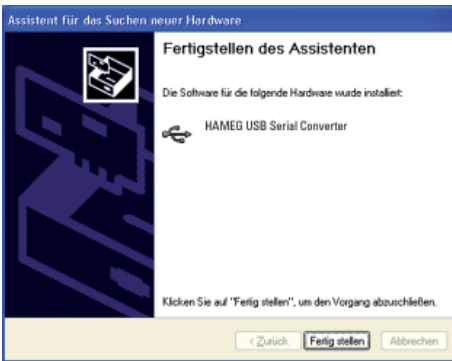 Assistent für das Suchen neuer Hardware
Fertigstellen des Assistenten
Die Software für die folgende Hardware wurde installiert:
HAMEG USB Serial Converter
Klicken Sie auf "Fertig stellen", um den Vorgang abzuschließen.
< Zurück Fertig stellen Abbrechen